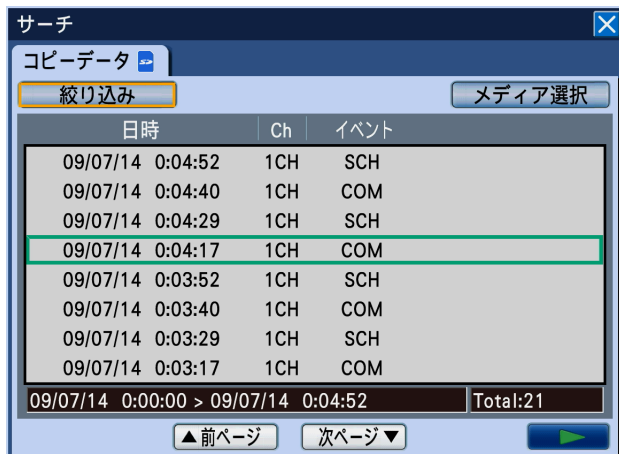 サーチ
コピーデータ
絞り込み メディア選択
日時 Ch イベント
09/07/14 0:04:52 1CH SCH
09/07/14 0:04:40 1CH COM
09/07/14 0:04:29 1CH SCH
09/07/14 0:04:17 1CH COM
09/07/14 0:03:52 1CH SCH
09/07/14 0:03:40 1CH COM
09/07/14 0:03:29 1CH SCH
09/07/14 0:03:17 1CH COM
09/07/14 0:00:00 > 09/07/14 0:04:52 Total:21
▲前ページ 次ページ▼